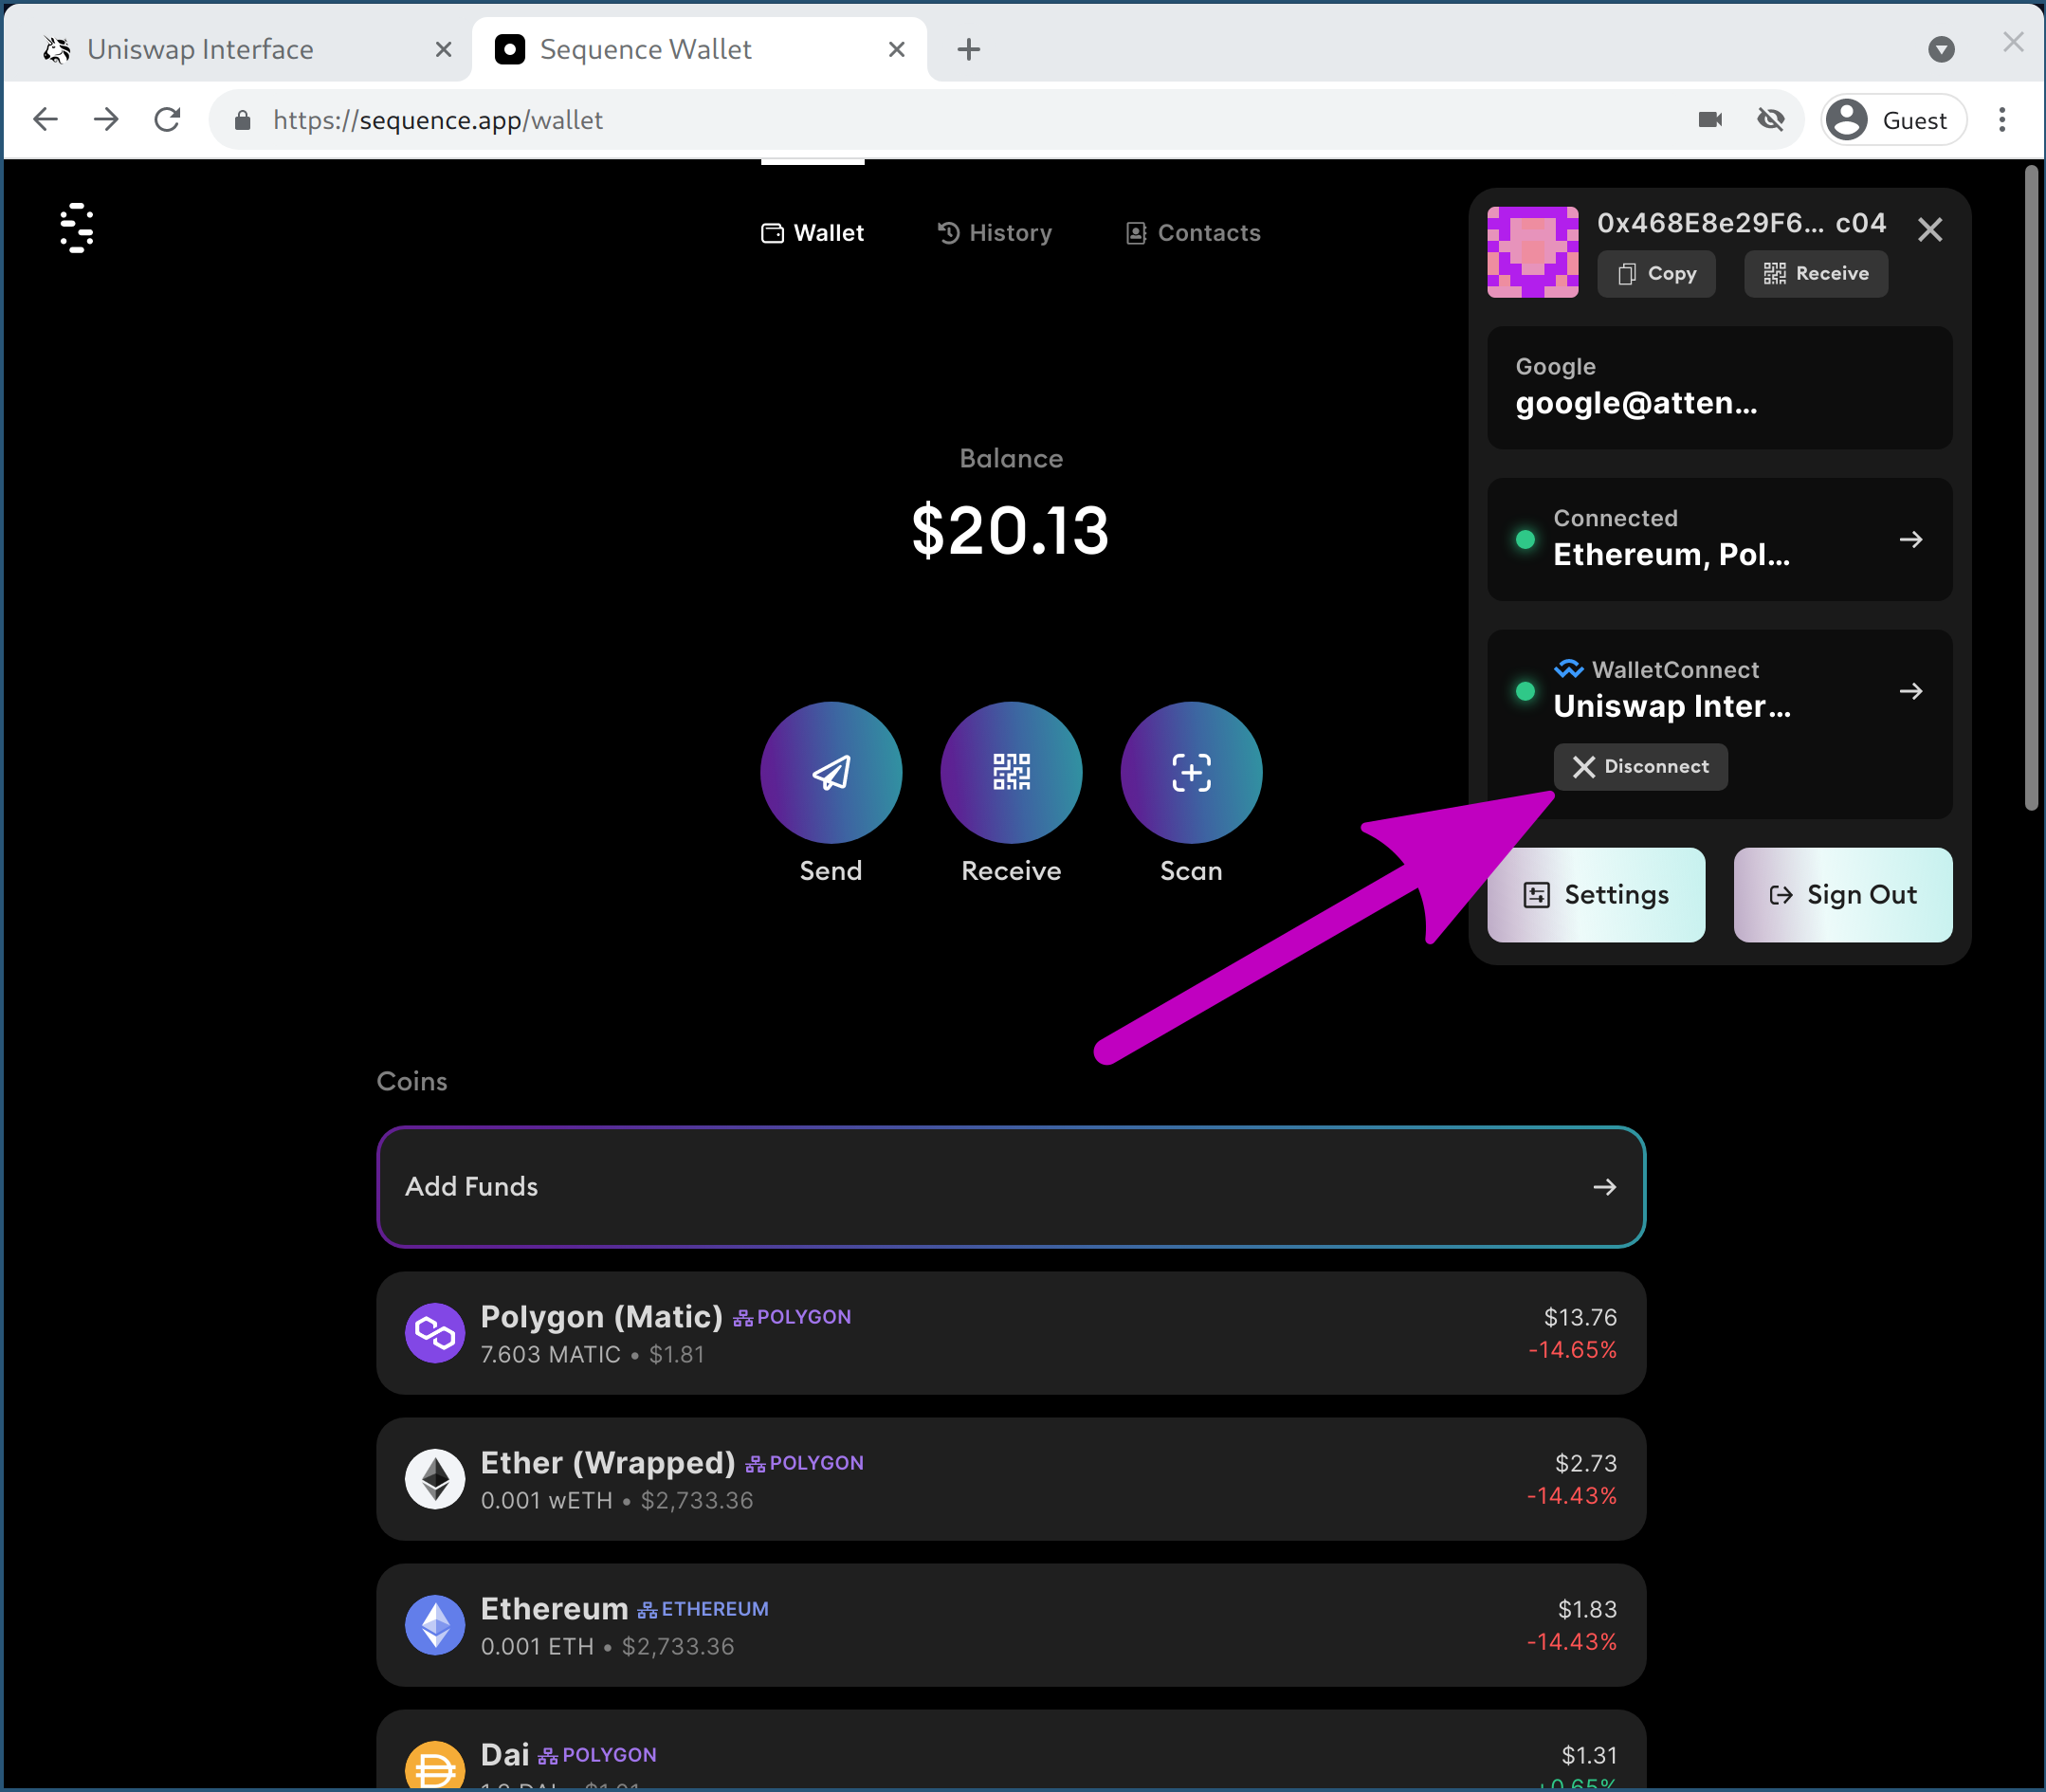 Uniswap Interface
Sequence Wallet
https://sequence.app/wallet
Guest
Wallet
History
Contacts
0x468E8e29F6... c04
Copy
Receive
Google
google@atten...
Connected
Ethereum, Pol...
WalletConnect
Uniswap Inter...
Disconnect
Settings
Sign Out
Balance
$20.13
Send
Receive
Scan
Coins
Add Funds
Polygon (Matic) POLYGON
7.603 MATIC • $1.81
$13.76
-14.65%
Ether (Wrapped) POLYGON
0.001 wETH • $2,733.36
$2.73
-14.43%
Ethereum ETHEREUM
0.001 ETH • $2,733.36
$1.83
-14.43%
Dai POLYGON
$1.31
+0.65%